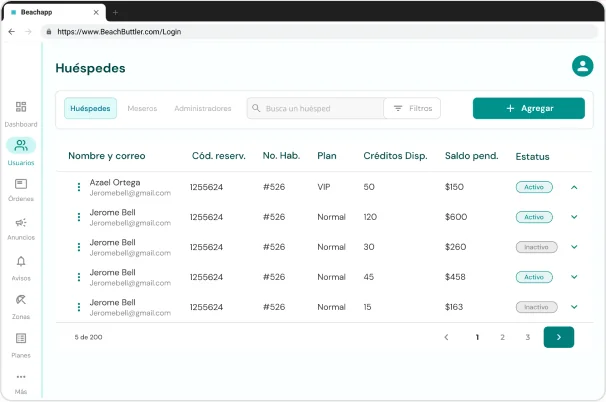 Beachapp
https://www.BeachButtler.com/Login
Huéspedes
Huéspedes Meseros Administradores Busca un huésped Filtros Agregar
Dashboard
Usuarios
Órdenes
Anuncios
Avisos
Zonas
Planes
Más
Nombre y correo Cód. reserv. No. Hab. Plan Créditos Disp. Saldo pend. Estatus
Azael Ortega
Jeromebell@gmail.com
1255624 #526 VIP 50 $150 Activo
Jerome Bell
Jeromebell@gmail.com
1255624 #526 Normal 120 $600 Activo
Jerome Bell
Jeromebell@gmail.com
1255624 #526 Normal 30 $260 Inactivo
Jerome Bell
Jeromebell@gmail.com
1255624 #526 Normal 45 $458 Activo
Jerome Bell
Jeromebell@gmail.com
1255624 #526 Normal 15 $163 Inactivo
5 de 200 1 2 3